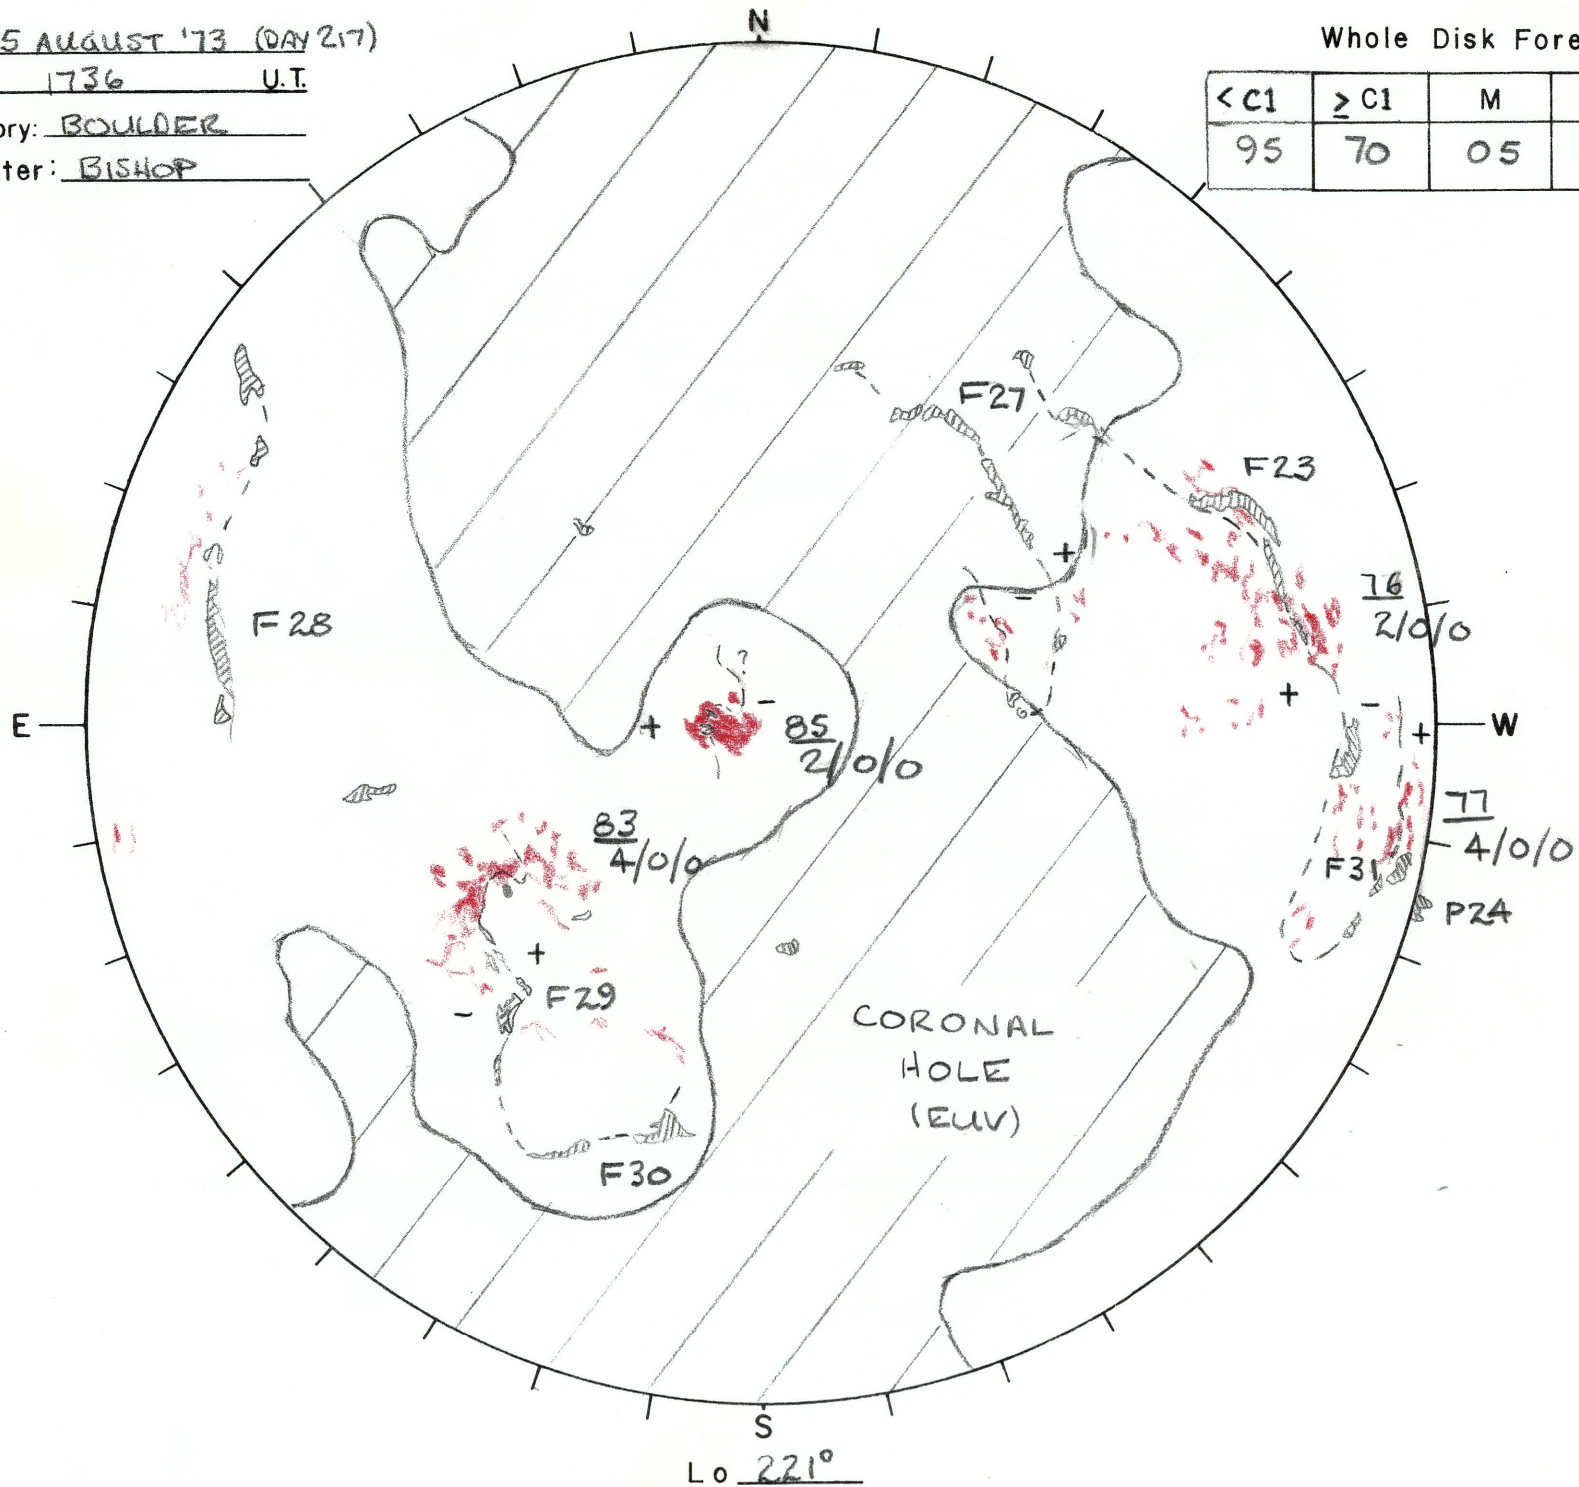 5 AUGUST '73 (DAY 217)
1736 U.T.
ory: BOULDER
ter: BISHOP
N
Whole Disk Fore
< C1 ≥ C1 M
95 70 05
F27
F23
+
-
76
2/0/0
F28
?
+ -
85
2/0/0
+ - +
E
W
83
4/0/0
77
4/0/0
F31
P24
+
F29
-
CORONAL
HOLE
(EUV)
F30
S
Lo 221°